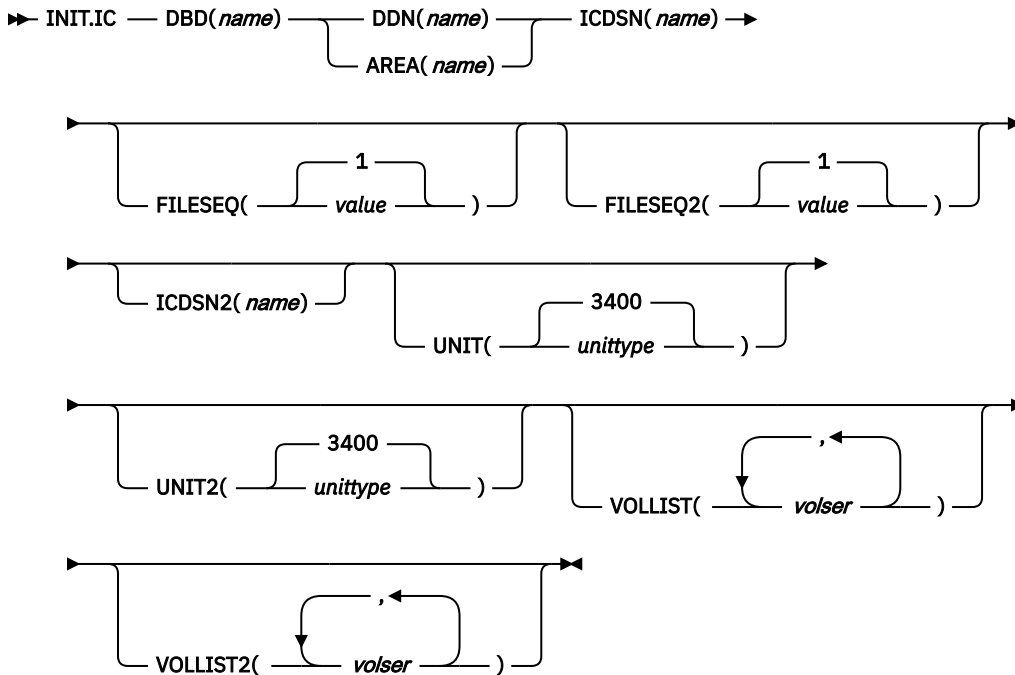 INIT.IC DBD( name) DDN( name) ICDSN( name)
AREA( name)
1 1
FILESEQ( value ) FILESEQ2( value )
ICDSN2( name) 3400
UNIT( unittype )
3400 ,
UNIT2( unittype ) VOLLIST( volser )
,
VOLLIST2( volser )